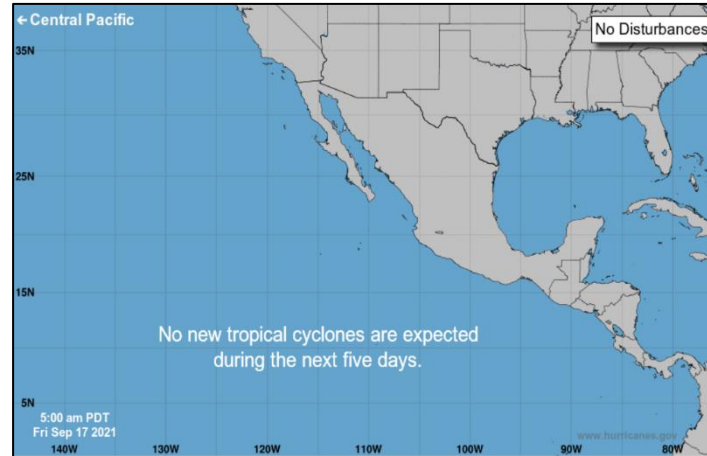 ← Central Pacific
No Disturbances
35N
25N
15N
No new tropical cyclones are expected
during the next five days.
5N
5:00 am PDT
Fri Sep 17 2021
www.hurricanes.gov
140W 130W 120W 110W 100W 90W 80W